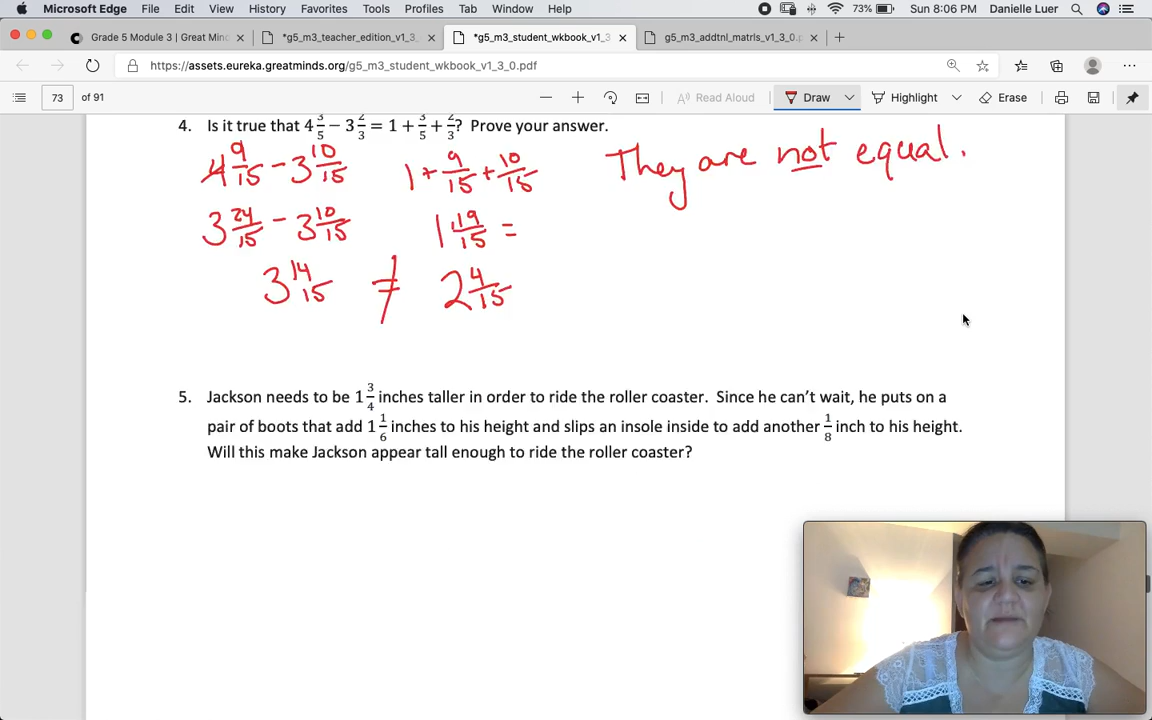 Microsoft Edge File Edit View History Favorites Tools Profiles Tab Window Help 73% Sun 8:06 PM Danielle Luer
Grade 5 Module 3 | Great Min *g5_m3_teacher_edition_v1_3_ *g5_m3_student_wkbook_v1_3 g5_m3_addtnl_matrls_v1_3_0.p
https://assets.eureka.greatminds.org/g5_m3_student_wkbook_v1_3_0.pdf
73 of 91 Read Aloud Draw Highlight Erase
4. Is it true that 4 3/5 − 3 2/3 = 1 + 3/5 + 2/3? Prove your answer.
4 9/15 − 3 10/15 1 + 9/15 + 10/15 They are not equal.
3 24/15 − 3 10/15 1 19/15 =
3 14/15 ≠ 2 4/15
5. Jackson needs to be 1 3/4 inches taller in order to ride the roller coaster. Since he can't wait, he puts on a
pair of boots that add 1 1/6 inches to his height and slips an insole inside to add another 1/8 inch to his height.
Will this make Jackson appear tall enough to ride the roller coaster?